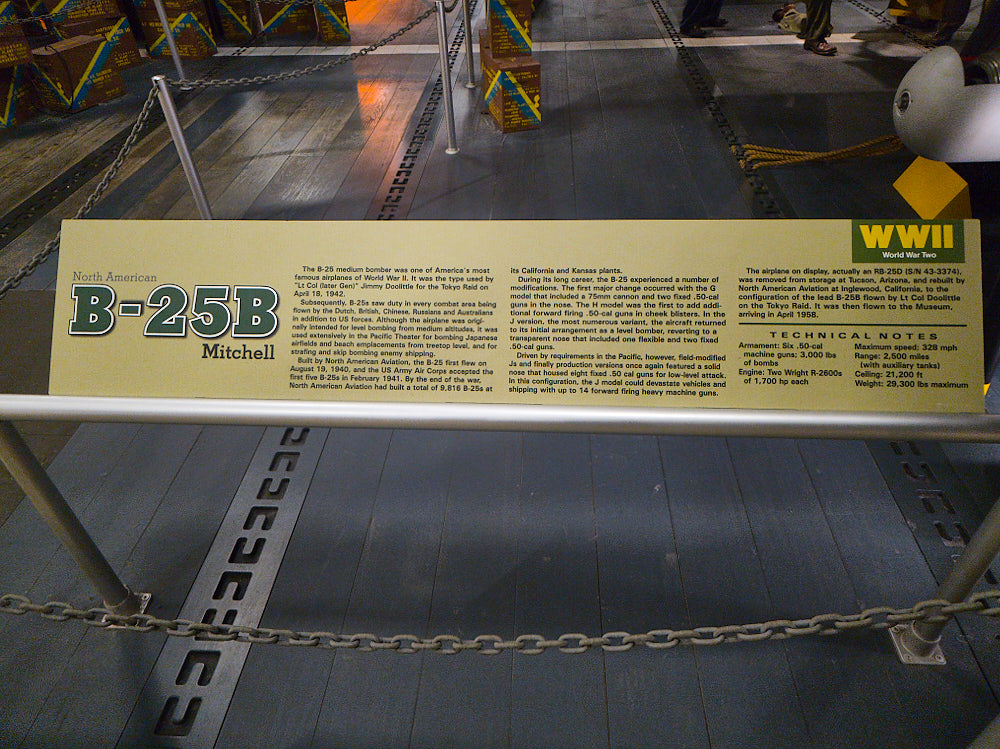 North American
B-25B
Mitchell
The B-25 medium bomber was one of America's most
famous airplanes of World War II. It was the type used by
"Lt Col (later Gen)" Jimmy Doolittle for the Tokyo Raid on
April 18, 1942.
Subsequently, B-25s saw duty in every combat area being
flown by the Dutch, British, Chinese, Russians and Australians
in addition to US forces. Although the airplane was origi-
nally intended for level bombing from medium altitudes, it was
used extensively in the Pacific Theater for bombing Japanese
airfields and beach emplacements from treetop level, and for
strafing and skip bombing enemy shipping.
Built by North American Aviation, the B-25 first flew on
August 19, 1940, and the US Army Air Corps accepted the
first five B-25s in February 1941. By the end of the war,
North American Aviation had built a total of 9,816 B-25s at
its California and Kansas plants.
During its long career, the B-25 experienced a number of
modifications. The first major change occurred with the G
model that included a 75mm cannon and two fixed .50-cal
guns in the nose. The H model was the first to add addi-
tional forward firing .50-cal guns in cheek blisters. In the
J version, the most numerous variant, the aircraft returned
to its initial arrangement as a level bomber, reverting to a
transparent nose that included one flexible and two fixed
.50-cal guns.
Driven by requirements in the Pacific, however, field-modified
Js and finally production versions once again featured a solid
nose that housed eight fixed .50 cal guns for low-level attack.
In this configuration, the J model could devastate vehicles and
shipping with up to 14 forward firing heavy machine guns.
WWII
World War Two
The airplane on display, actually an RB-25D (S/N 43-3374),
was removed from storage at Tucson, Arizona, and rebuilt by
North American Aviation at Inglewood, California, to the
configuration of the lead B-25B flown by Lt Col Doolittle
on the Tokyo Raid. It was then flown to the Museum,
arriving in April 1958.
TECHNICAL NOTES
Armament: Six .50-cal
machine guns; 3,000 lbs
of bombs
Engine: Two Wright R-2600s
of 1,700 hp each
Maximum speed: 328 mph
Range: 2,500 miles
(with auxiliary tanks)
Ceiling: 21,200 ft
Weight: 29,300 lbs maximum